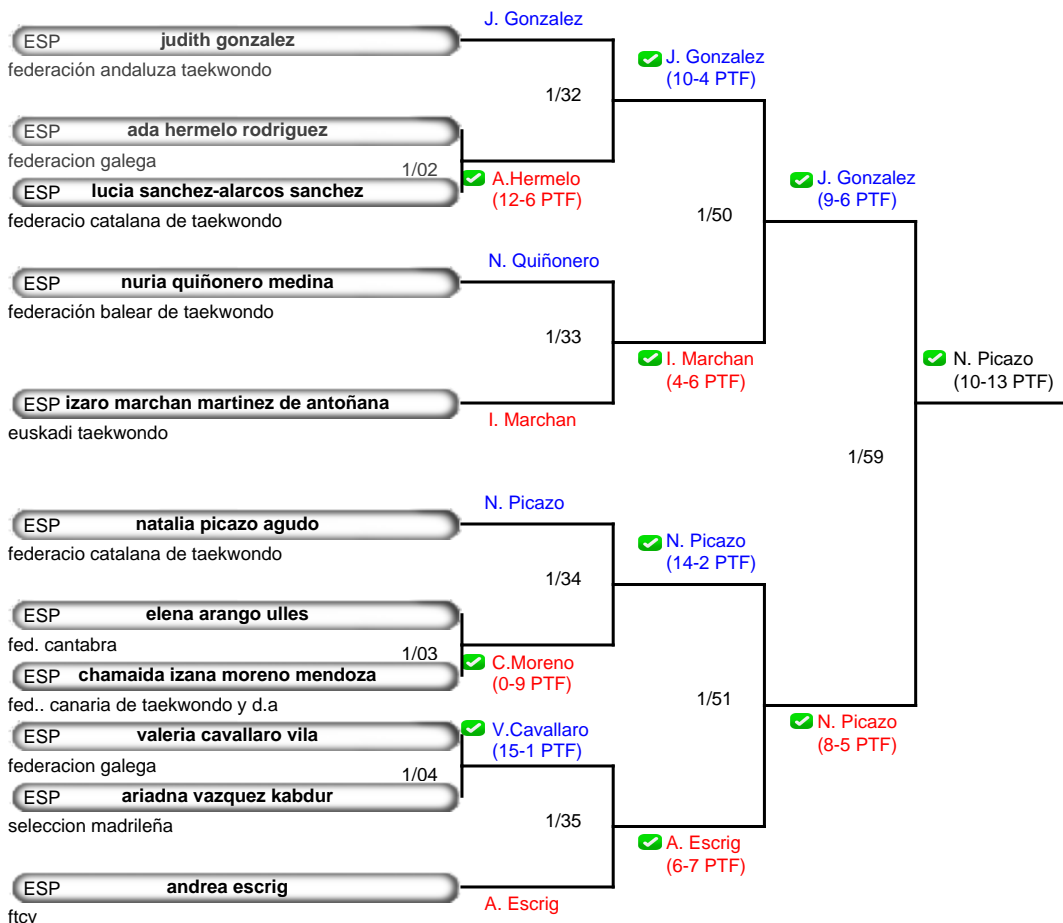 J. Gonzalez
ESP judith gonzalez
federación andaluza taekwondo
J. Gonzalez
(10-4 PTF)
1/32
ESP ada hermelo rodriguez
federacion galega
1/02
A.Hermelo
(12-6 PTF)
ESP lucia sanchez-alarcos sanchez
federacio catalana de taekwondo
J. Gonzalez
(9-6 PTF)
1/50
N. Quiñonero
ESP nuria quiñonero medina
federación balear de taekwondo
1/33
I. Marchan
(4-6 PTF)
N. Picazo
(10-13 PTF)
ESP izaro marchan martinez de antoñana
I. Marchan
euskadi taekwondo
1/59
N. Picazo
ESP natalia picazo agudo
federacio catalana de taekwondo
N. Picazo
(14-2 PTF)
1/34
ESP elena arango ulles
fed. cantabra
1/03
C.Moreno
(0-9 PTF)
ESP chamaida izana moreno mendoza
fed.. canaria de taekwondo y d.a
1/51
N. Picazo
(8-5 PTF)
ESP valeria cavallaro vila
V.Cavallaro
(15-1 PTF)
federacion galega
1/04
ESP ariadna vazquez kabdur
seleccion madrileña
1/35
A. Escrig
(6-7 PTF)
ESP andrea escrig
A. Escrig
ftcv